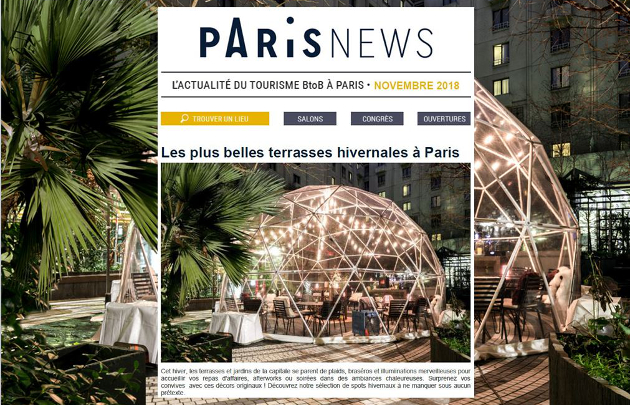 PARiSNEWS
L'ACTUALITÉ DU TOURISME BtoB À PARIS • NOVEMBRE 2018
TROUVER UN LIEU SALONS CONGRÈS OUVERTURES
Les plus belles terrasses hivernales à Paris
Cet hiver, les terrasses et jardins de la capitale se parent de plaids, braséros et illuminations merveilleuses pour
accueillir vos repas d'affaires, afterworks ou soirées dans des ambiances chaleureuses. Surprenez vos
convives avec ces décors originaux ! Découvrez notre sélection de spots hivernaux à ne manquer sous aucun
prétexte.